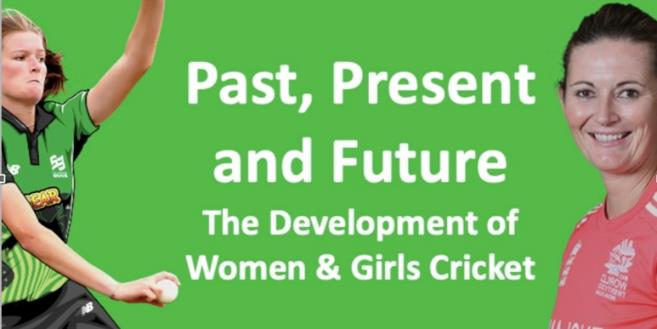 Past, Present
and Future
The Development of
Women & Girls Cricket